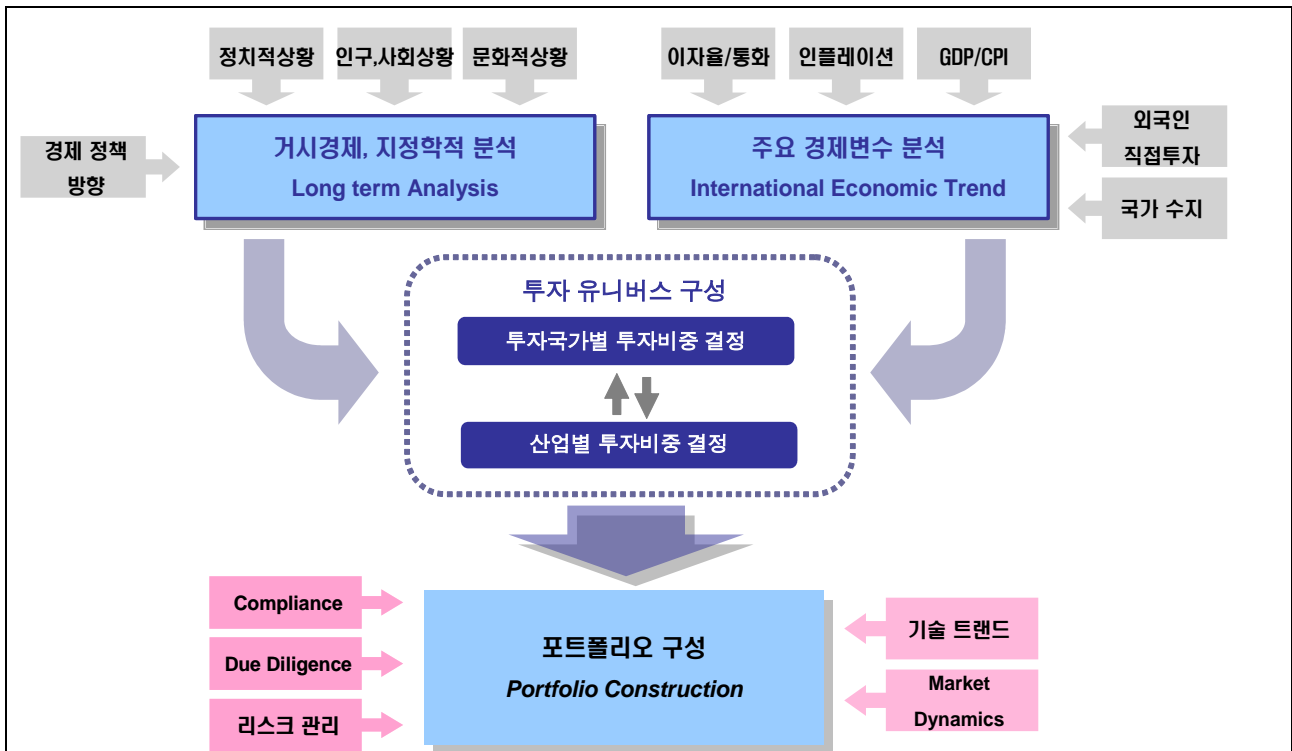 정치적상황
인구,사회상황
문화적상황
이자율/통화
인플레이션
GDP/CPI
경제 정책
방향
거시경제, 지정학적 분석
Long term Analysis
주요 경제변수 분석
International Economic Trend
외국인
직접투자
국가 수지
투자 유니버스 구성
투자국가별 투자비중 결정
산업별 투자비중 결정
Compliance
Due Diligence
리스크 관리
포트폴리오 구성
Portfolio Construction
기술 트랜드
Market
Dynamics